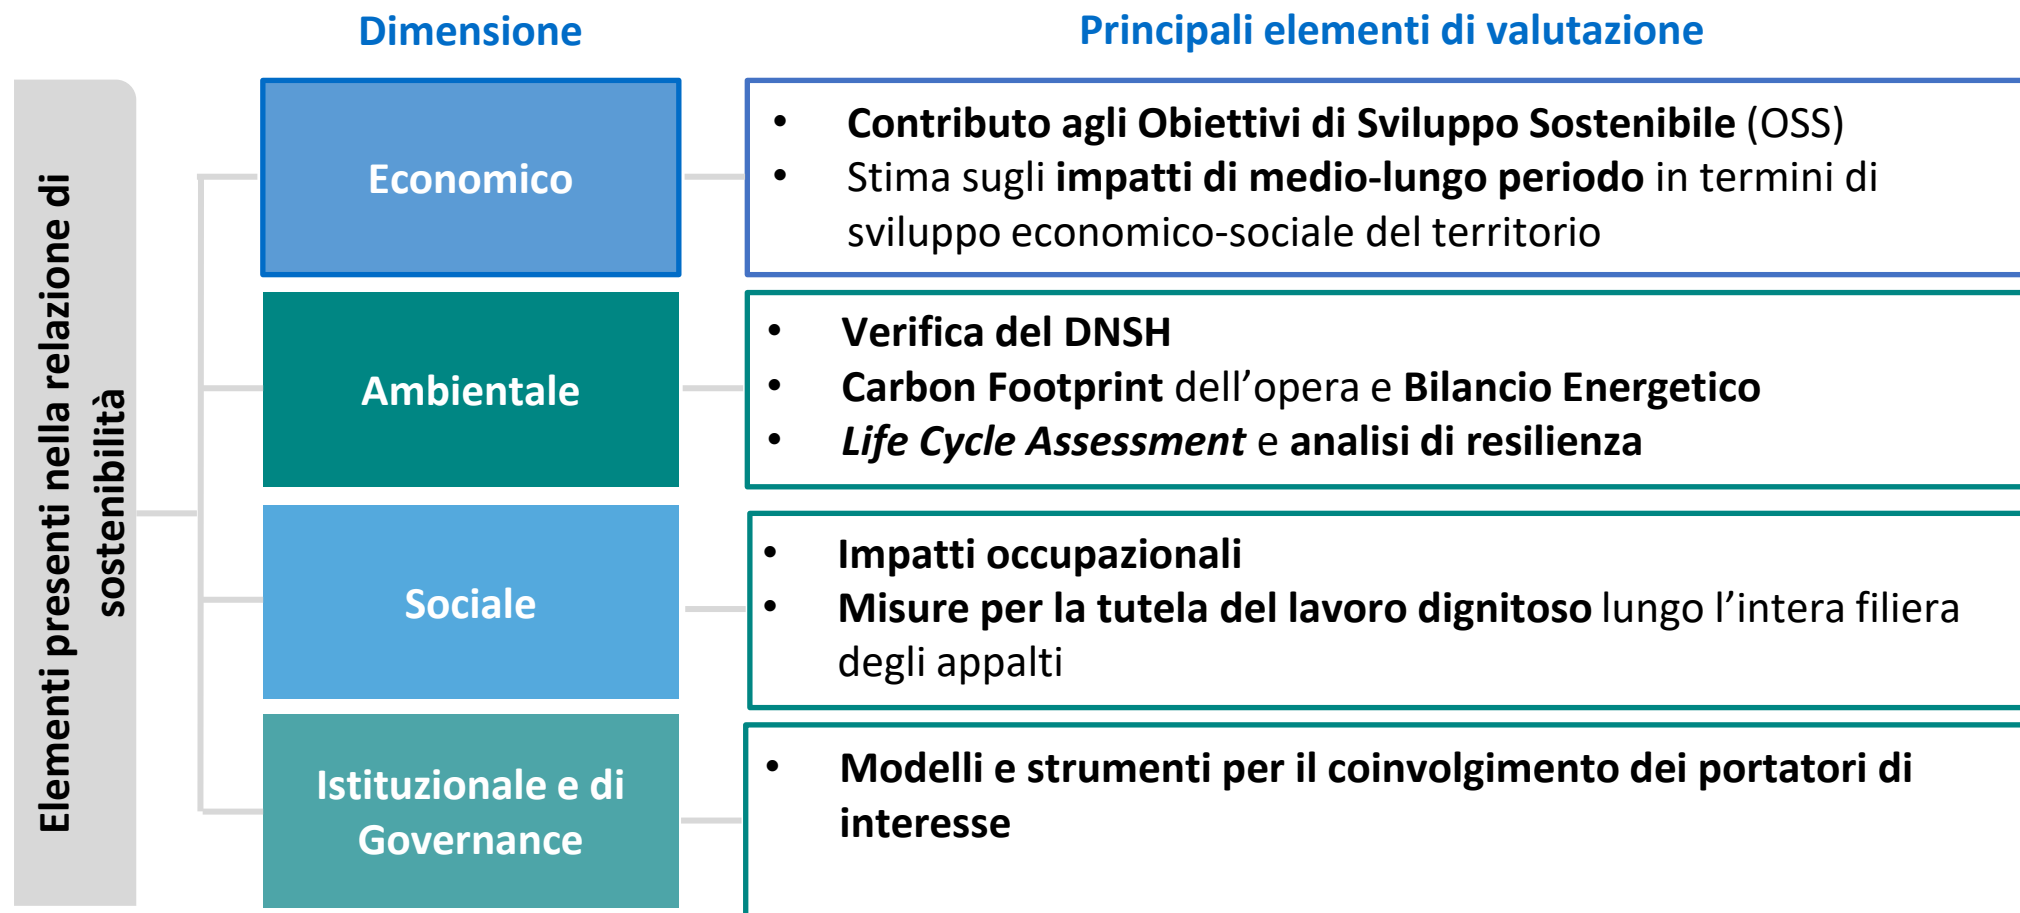 Dimensione
Principali elementi di valutazione
Elementi presenti nella relazione di
sostenibilità
Economico
• Contributo agli Obiettivi di Sviluppo Sostenibile (OSS)
• Stima sugli impatti di medio-lungo periodo in termini di
sviluppo economico-sociale del territorio
Ambientale
• Verifica del DNSH
• Carbon Footprint dell’opera e Bilancio Energetico
• Life Cycle Assessment e analisi di resilienza
Sociale
• Impatti occupazionali
• Misure per la tutela del lavoro dignitoso lungo l’intera filiera
degli appalti
Istituzionale e di
Governance
• Modelli e strumenti per il coinvolgimento dei portatori di
interesse